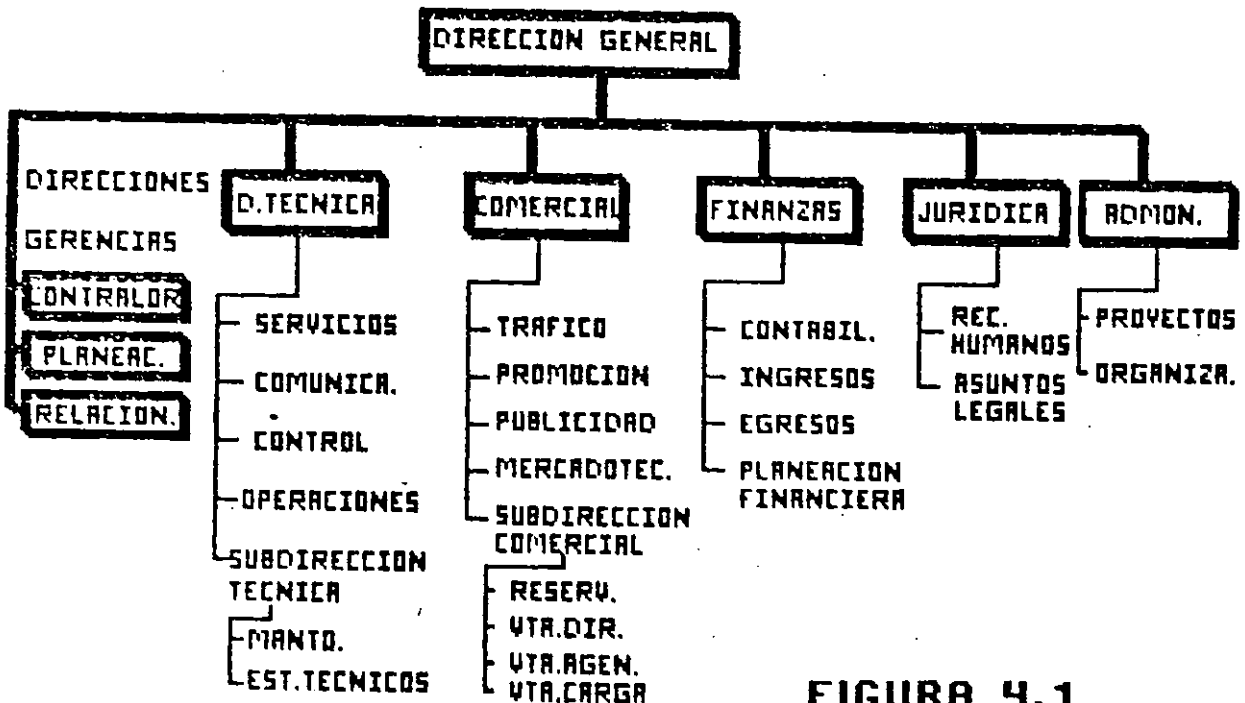 DIRECCION GENERAL
DIRECCIONES
GERENCIAS
CONTRALOR
PLANEAC.
RELACION.
D.TECNICA
SERVICIOS
COMUNICA.
CONTROL
OPERACIONES
SUBDIRECCION
TECNICA
MANTO.
EST.TECNICOS
COMERCIAL
TRAFICO
PROMOCION
PUBLICIDAD
MERCADOTEC.
SUBDIRECCION
COMERCIAL
RESERV.
VTA.DIR.
VTA.AGEN.
VTA.CARGA
FINANZAS
CONTABIL.
INGRESOS
EGRESOS
PLANEACION
FINANCIERA
JURIDICA
REC.
HUMANOS
ASUNTOS
LEGALES
ADMON.
PROYECTOS
ORGANIZA.
FIGURA 4.1